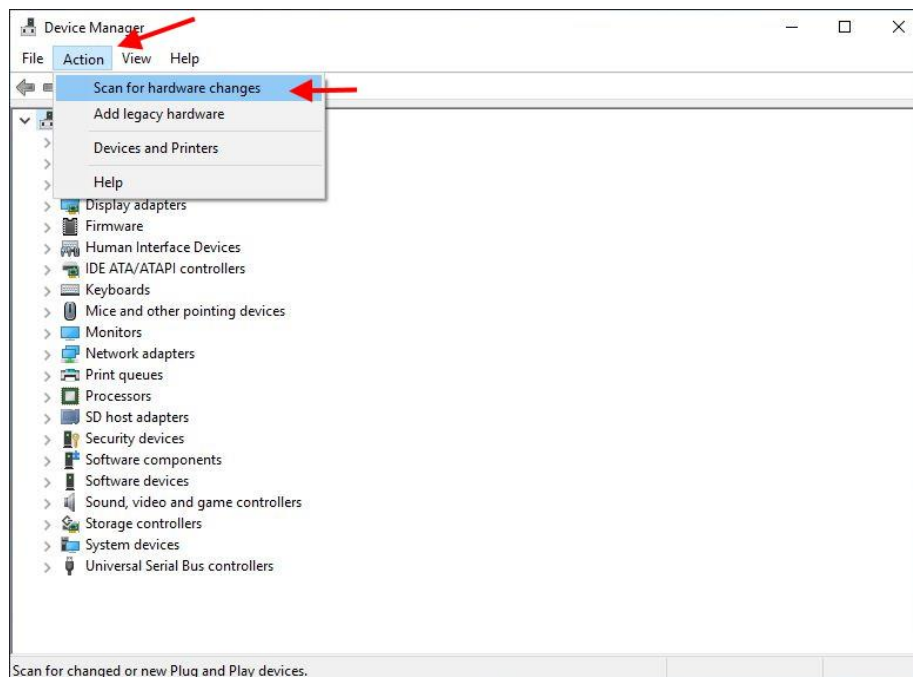 Device Manager
File Action View Help
Scan for hardware changes
Add legacy hardware
Devices and Printers
Help
Display adapters
Firmware
Human Interface Devices
IDE ATA/ATAPI controllers
Keyboards
Mice and other pointing devices
Monitors
Network adapters
Print queues
Processors
SD host adapters
Security devices
Software components
Software devices
Sound, video and game controllers
Storage controllers
System devices
Universal Serial Bus controllers
Scan for changed or new Plug and Play devices.